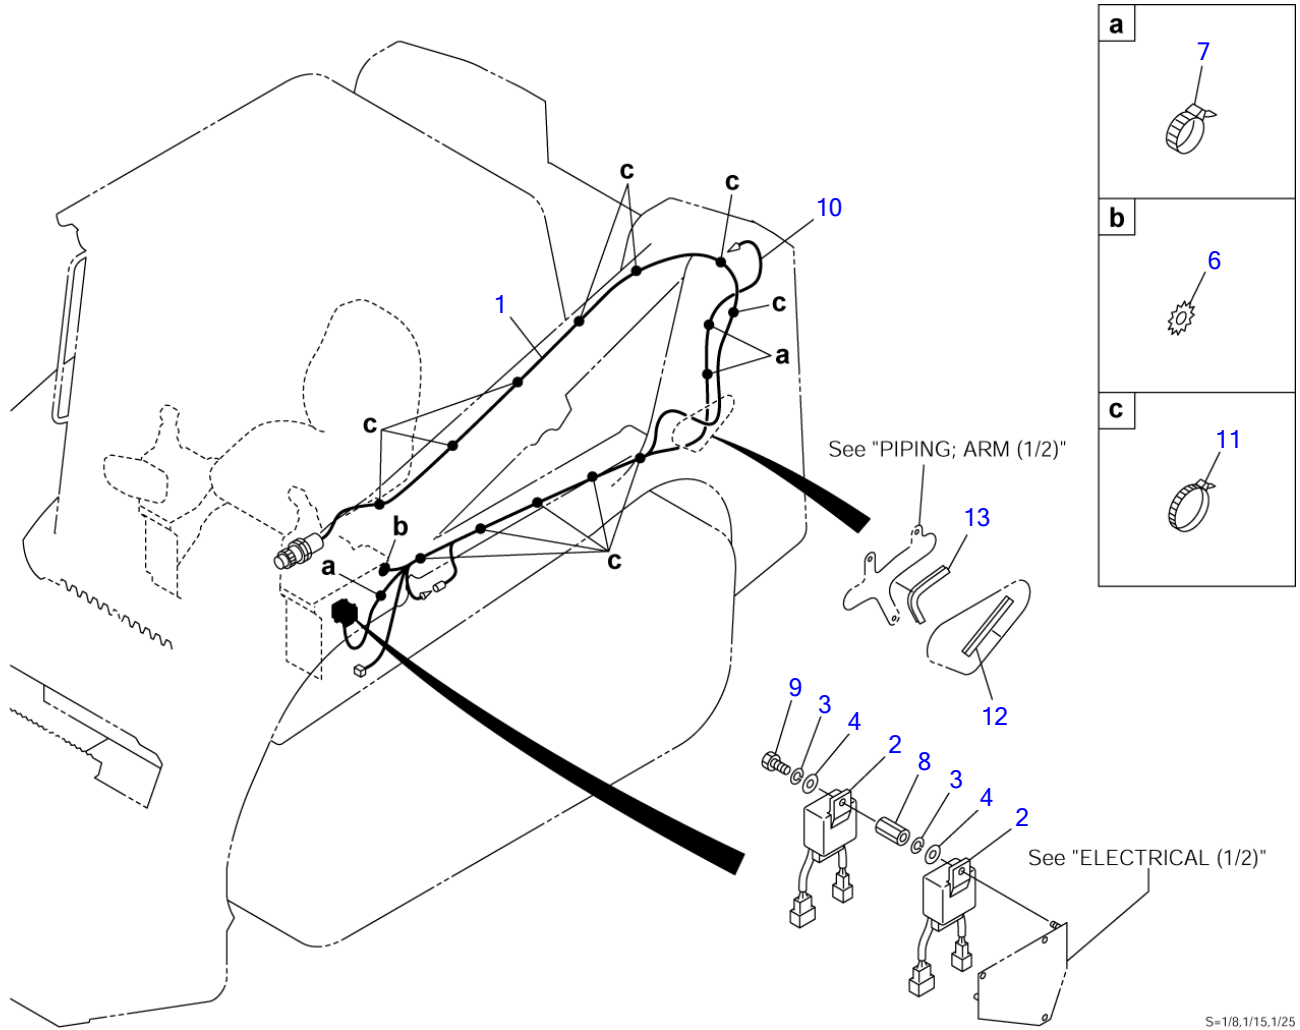 a
7
c
c
b
10
6
1
c
a
c
c
11
See "PIPING; ARM (1/2)"
13
b
c
a
9
3
4
12
2
8
3
4
2
See "ELECTRICAL (1/2)"
S=1/8,1/15,1/25